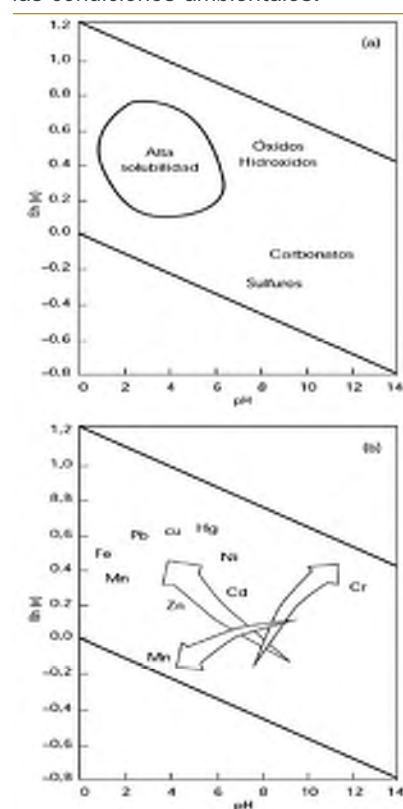 las condiciones ambientales.
1,2
(a)
1,0
0,8
0,6
Óxidos
Hidroxidos
Alta
solubilidad
0,4
Eh (v)
0,2
0,0
Carbonatos
−0,2
Sulfuros
−0,4
−0,6
−0,8
0 2 4 6 8 10 12 14
pH
1,2
(b)
1,0
0,8
0,6
Pb cu Hg
Fe
Ni
0,4
Mn
Cd
Cr
Eh (v)
0,2
Zn
0,0
Mn
−0,2
−0,4
−0,6
−0,8
0 2 4 6 8 10 12 14
pH